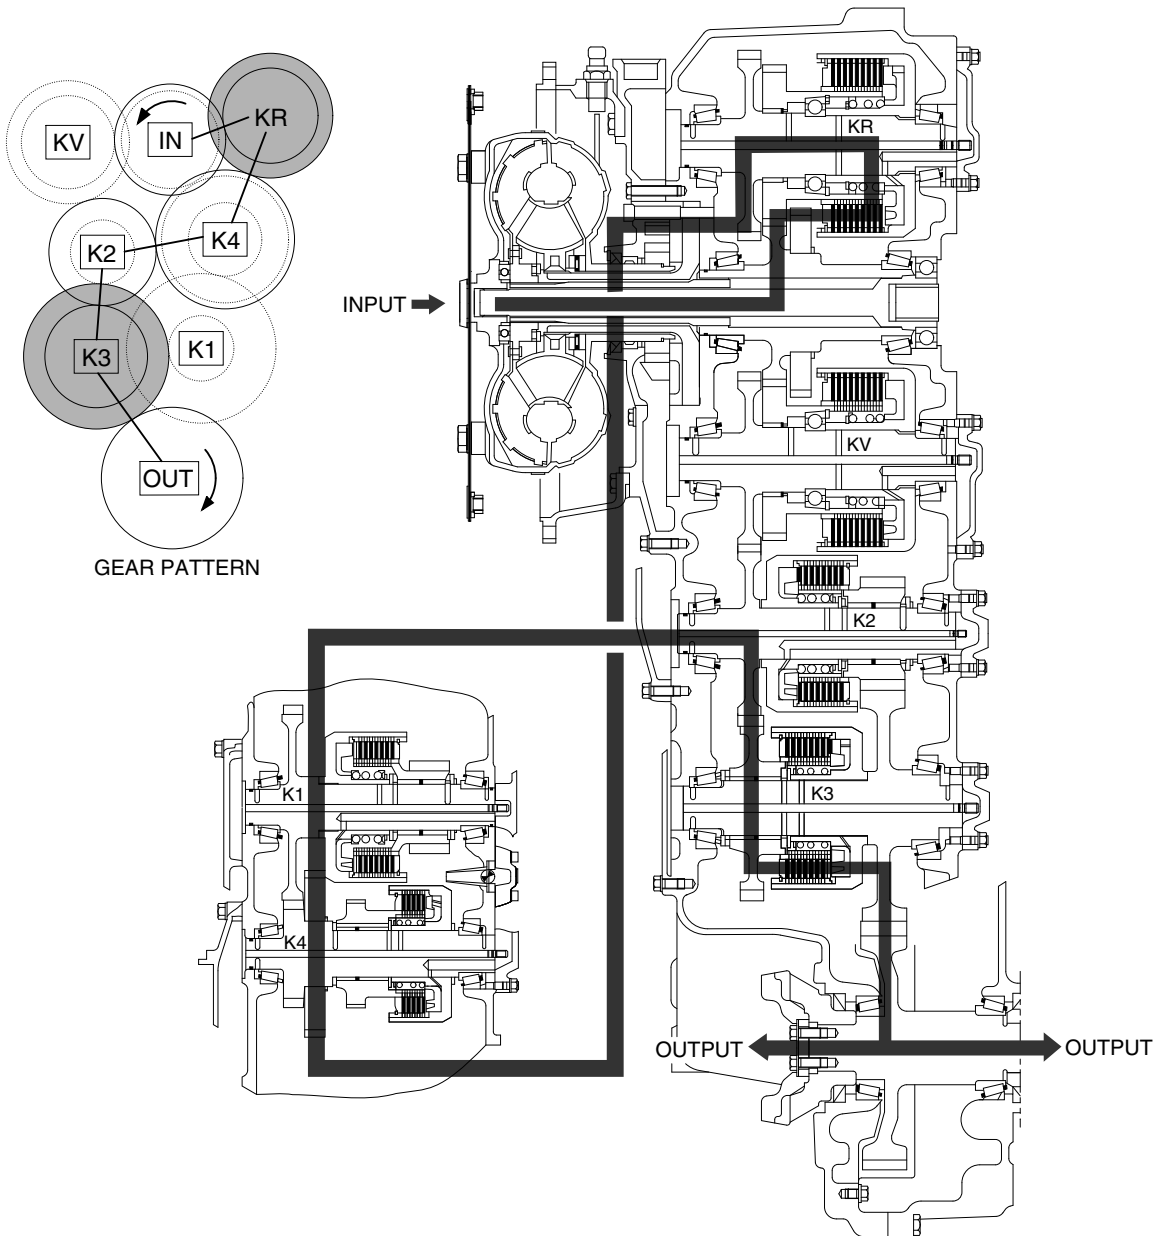 KV
IN
KR
K2
K4
K3
K1
OUT
GEAR PATTERN
INPUT
KR
KV
K2
K3
K1
K4
OUTPUT
OUTPUT